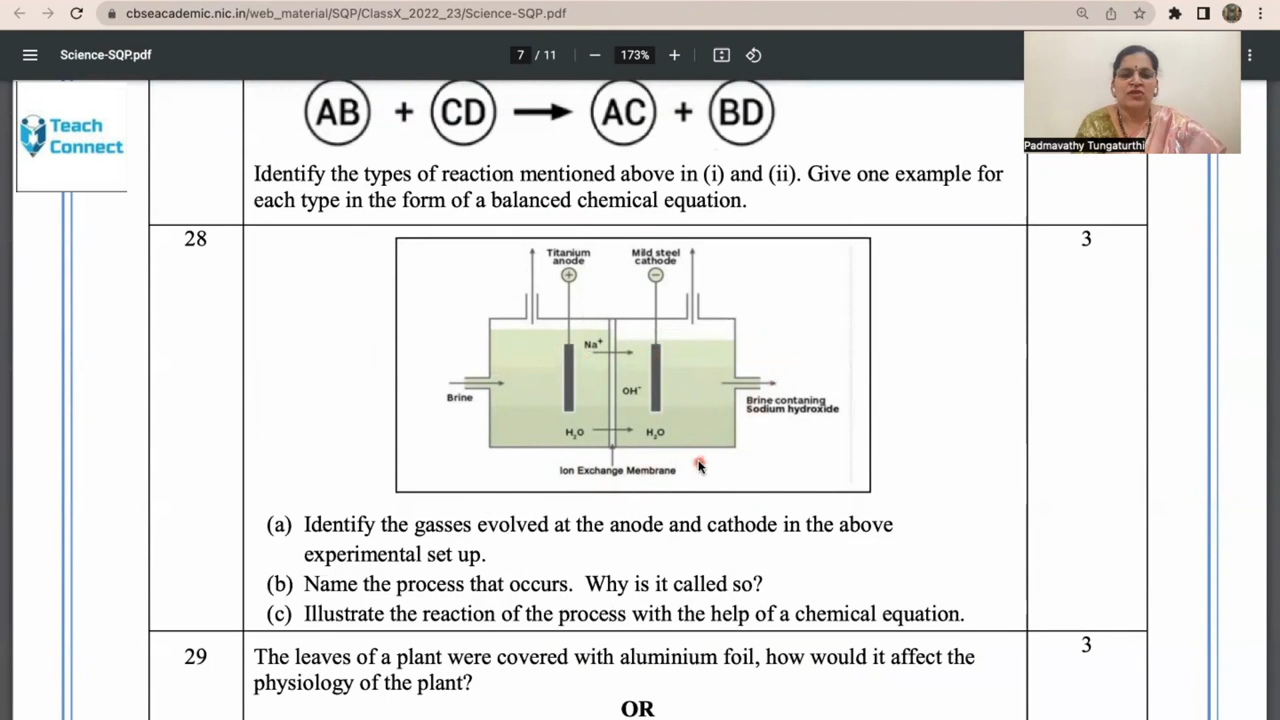 cbseacademic.nic.in/web_material/SQP/ClassX_2022_23/Science-SQP.pdf
Science-SQP.pdf
7 / 11
173%
Teach
Connect
Padmavathy Tungaturthi
AB + CD → AC + BD
Identify the types of reaction mentioned above in (i) and (ii). Give one example for
each type in the form of a balanced chemical equation.
28
3
Titanium
anode
Mild steel
cathode
+
−
Na⁺
OH⁻
Brine
Brine contaning
Sodium hydroxide
H₂O
H₂O
Ion Exchange Membrane
(a) Identify the gasses evolved at the anode and cathode in the above
experimental set up.
(b) Name the process that occurs. Why is it called so?
(c) Illustrate the reaction of the process with the help of a chemical equation.
29
3
The leaves of a plant were covered with aluminium foil, how would it affect the
physiology of the plant?
OR